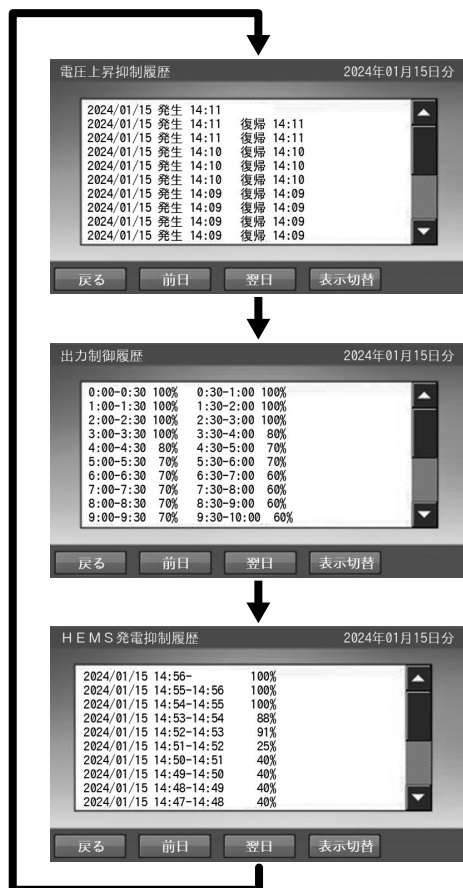 電圧上昇抑制履歴 2024年01月15日分
2024/01/15 発生 14:11
2024/01/15 発生 14:11 復帰 14:11
2024/01/15 発生 14:11 復帰 14:11
2024/01/15 発生 14:10 復帰 14:10
2024/01/15 発生 14:10 復帰 14:10
2024/01/15 発生 14:10 復帰 14:10
2024/01/15 発生 14:09 復帰 14:09
2024/01/15 発生 14:09 復帰 14:09
2024/01/15 発生 14:09 復帰 14:09
2024/01/15 発生 14:09 復帰 14:09
戻る 前日 翌日 表示切替
出力制御履歴 2024年01月15日分
0:00-0:30 100% 0:30-1:00 100%
1:00-1:30 100% 1:30-2:00 100%
2:00-2:30 100% 2:30-3:00 100%
3:00-3:30 100% 3:30-4:00 80%
4:00-4:30 80% 4:30-5:00 70%
5:00-5:30 70% 5:30-6:00 70%
6:00-6:30 70% 6:30-7:00 60%
7:00-7:30 70% 7:30-8:00 60%
8:00-8:30 70% 8:30-9:00 60%
9:00-9:30 70% 9:30-10:00 60%
戻る 前日 翌日 表示切替
HEMS発電抑制履歴 2024年01月15日分
2024/01/15 14:56- 100%
2024/01/15 14:55-14:56 100%
2024/01/15 14:54-14:55 100%
2024/01/15 14:53-14:54 88%
2024/01/15 14:52-14:53 91%
2024/01/15 14:51-14:52 25%
2024/01/15 14:50-14:51 40%
2024/01/15 14:49-14:50 40%
2024/01/15 14:48-14:49 40%
2024/01/15 14:47-14:48 40%
戻る 前日 翌日 表示切替